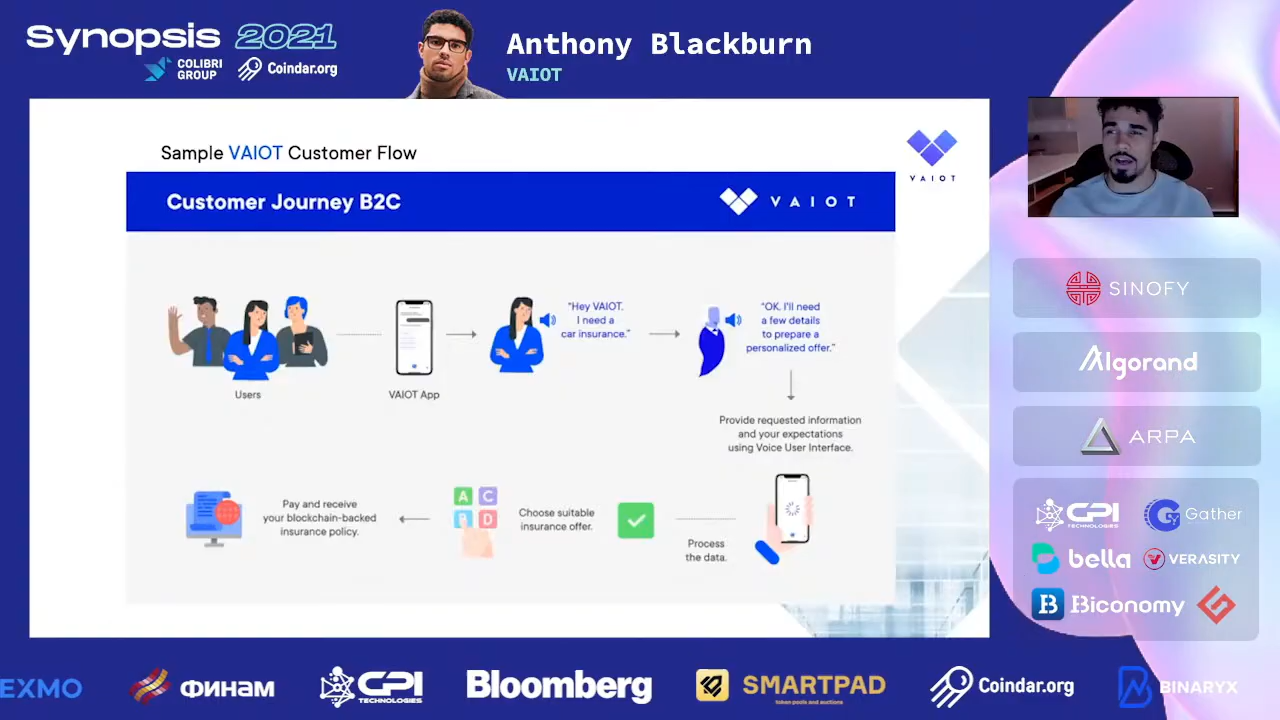 Synopsis 2021
COLIBRI
GROUP
Coindar.org
Anthony Blackburn
VAIOT
Sample VAIOT Customer Flow
VAIOT
Customer Journey B2C
VAIOT
"Hey VAIOT.
I need a
car insurance."
"OK. I'll need
a few details
to prepare a
personalized offer."
Users
VAIOT App
Provide requested information
and your expectations
using Voice User Interface.
Pay and receive
your blockchain-backed
insurance policy.
A C
B D
Choose suitable
insurance offer.
Process
the data.
SINOFY
Algorand
ARPA
CPI
TECHNOLOGIES
Gather
bella
VERASITY
Biconomy
EXMO
ФИНАМ
CPI
TECHNOLOGIES
Bloomberg
SMARTPAD
token pools and auctions
Coindar.org
BINARYX